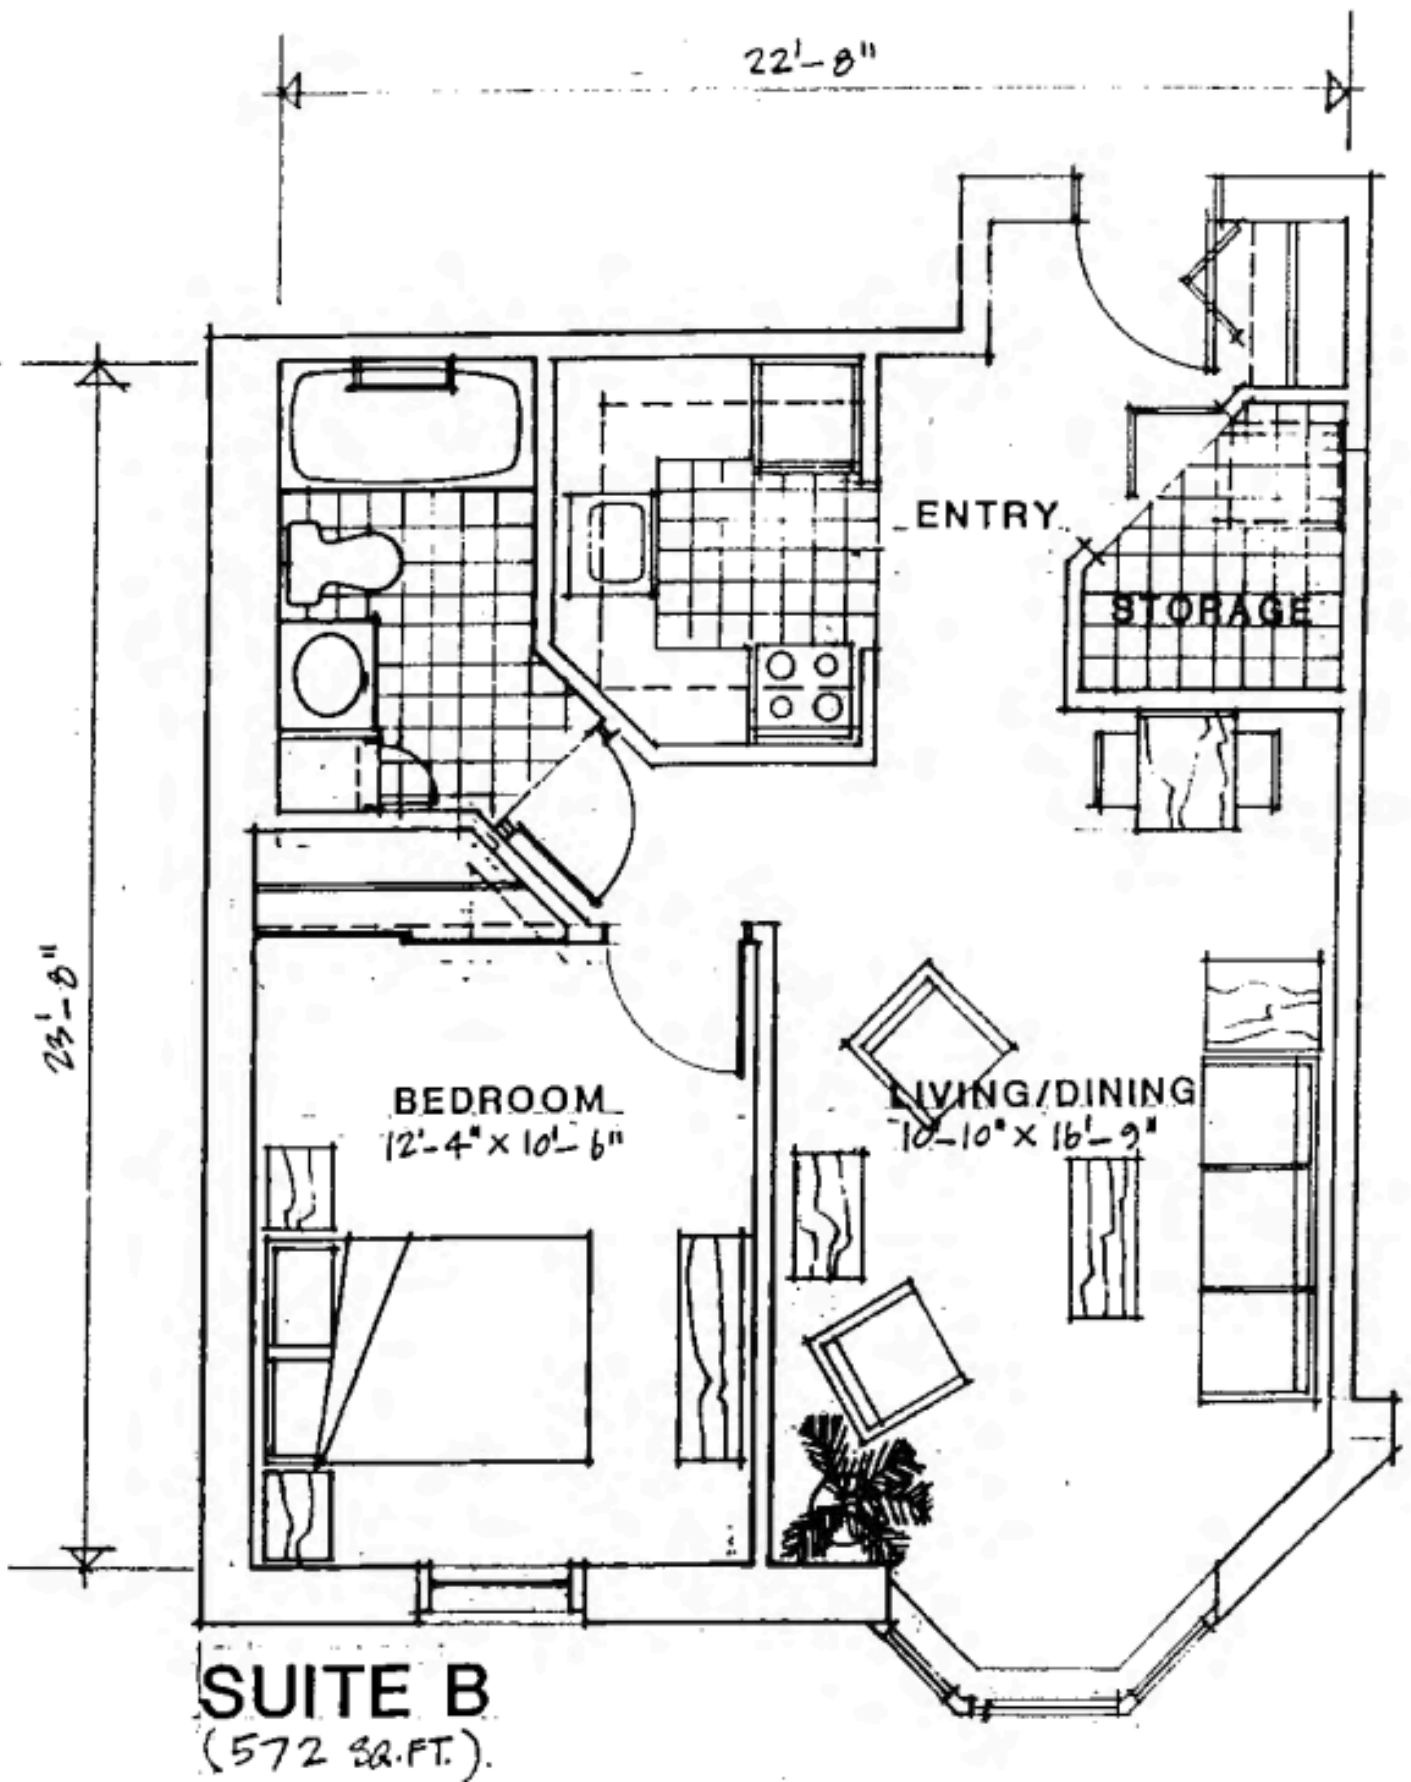 22'-8"
ENTRY
STORAGE
23'-8"
BEDROOM
12'-4" X 10'-6"
LIVING/DINING
10'-10" X 16'-9"
SUITE B
(572 SQ.FT.).